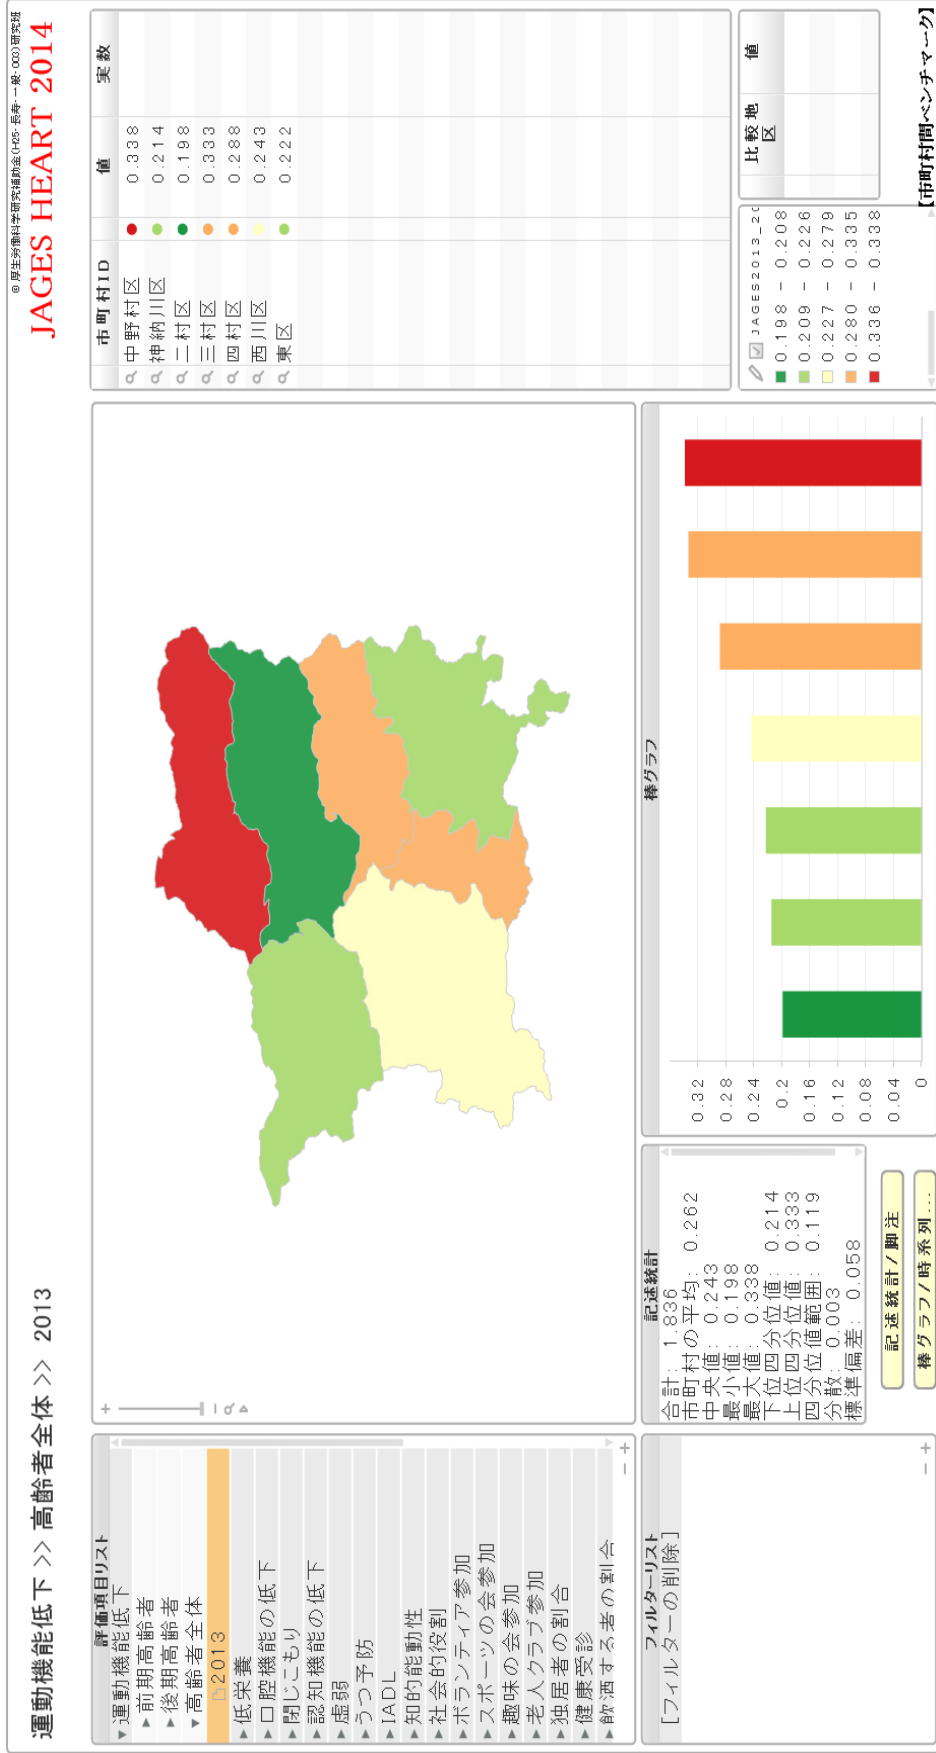 運動機能低下 >> 高齢者全体 >> 2013
© 厚生労働科学研究補助金(H25-長寿-一般-003)研究班
JAGES HEART 2014
評価項目リスト
▼運動機能低下
▶前期高齢者
▶後期高齢者
▼高齢者全体
2013
▶低栄養
▶口腔機能の低下
▶閉じこもり
▶認知機能の低下
▶虚弱
▶うつ予防
▶IADL
▶知的能動性
▶社会的役割
▶ボランティア参加
▶スポーツの会参加
▶趣味の会参加
▶老人クラブ参加
▶独居者の割合
▶健康受診
▶飲酒する者の割合
フィルターリスト
[フィルターの削除]
記述統計
合計: 1.836
市町村の平均: 0.262
中央値: 0.243
最小値: 0.198
最大値: 0.338
下位四分位値: 0.214
上位四分位値: 0.333
四分位値範囲: 0.119
分散: 0.003
標準偏差: 0.058
記述統計/脚注
棒グラフ/時系列...
棒グラフ
0.32
0.28
0.24
0.2
0.16
0.12
0.08
0.04
0
市町村ID 値 実数
中野村区 0.338
神納川区 0.214
二村区 0.198
三村区 0.333
四村区 0.288
西川区 0.243
東区 0.222
JAGES2013_20
0.198 - 0.208
0.209 - 0.226
0.227 - 0.279
0.280 - 0.335
0.336 - 0.338
比較地区 値
【市町村間ベンチマーク】